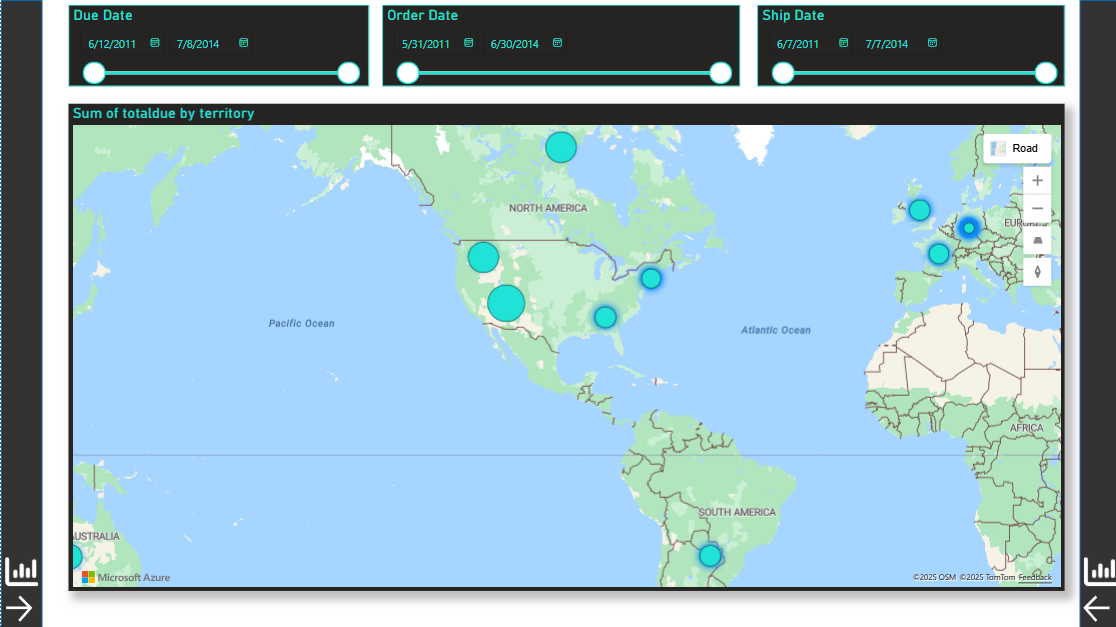 Due Date
6/12/2011 7/8/2014
Order Date
5/31/2011 6/30/2014
Ship Date
6/7/2011 7/7/2014
Sum of totaldue by territory
Road
+
−
NORTH AMERICA
EUROPE
Pacific Ocean
Atlantic Ocean
AFRICA
SOUTH AMERICA
AUSTRALIA
Microsoft Azure
©2025 OSM ©2025 TomTom Feedback